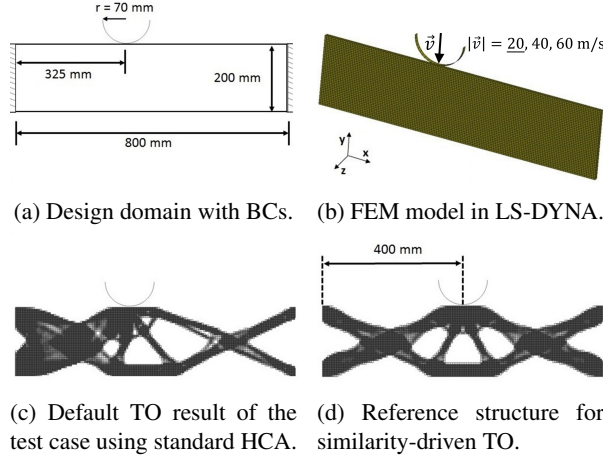 r = 70 mm
325 mm
200 mm
800 mm
v⃗ |v⃗| = 20, 40, 60 m/s
y
x
z
(a) Design domain with BCs.
(b) FEM model in LS-DYNA.
400 mm
(c) Default TO result of the
test case using standard HCA.
(d) Reference structure for
similarity-driven TO.